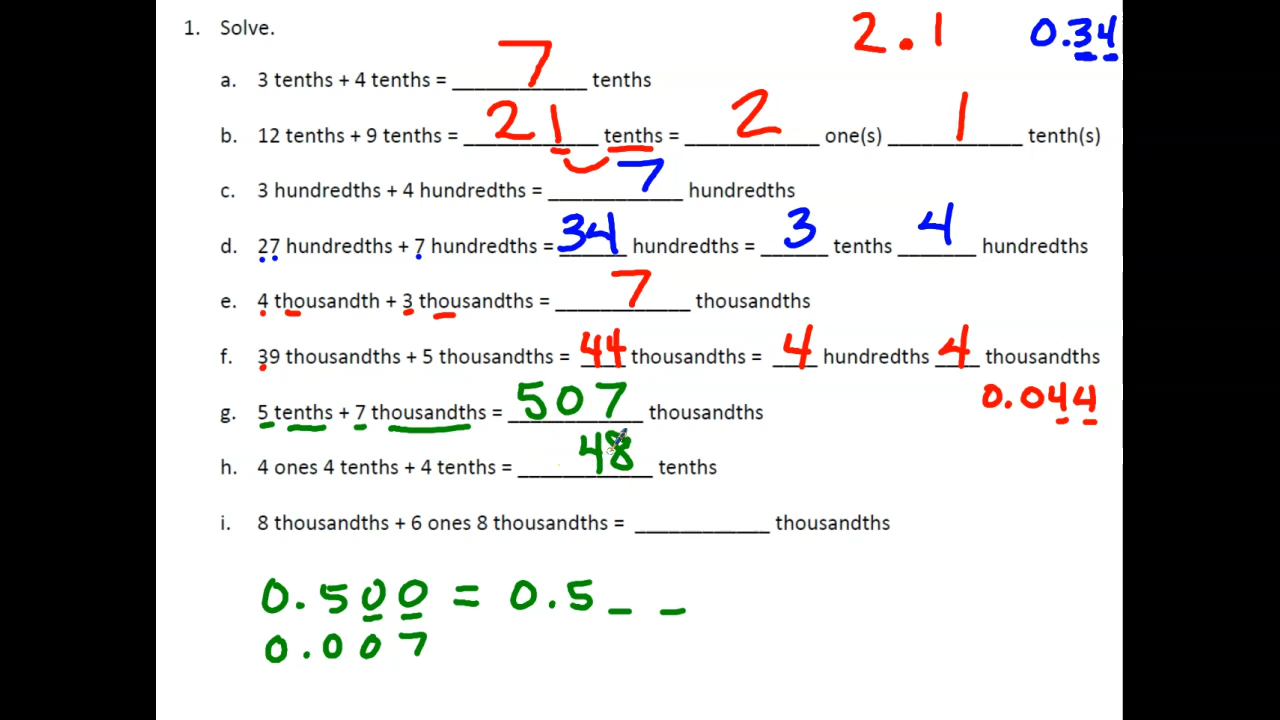 1. Solve. 2.1 0.34
a. 3 tenths + 4 tenths = 7 tenths
b. 12 tenths + 9 tenths = 21 tenths = 2 one(s) 1 tenth(s)
c. 3 hundredths + 4 hundredths = 7 hundredths
d. 27 hundredths + 7 hundredths = 34 hundredths = 3 tenths 4 hundredths
e. 4 thousandth + 3 thousandths = 7 thousandths
f. 39 thousandths + 5 thousandths = 44 thousandths = 4 hundredths 4 thousandths
0.044
g. 5 tenths + 7 thousandths = 507 thousandths
h. 4 ones 4 tenths + 4 tenths = 48 tenths
i. 8 thousandths + 6 ones 8 thousandths = ____________ thousandths
0.500 = 0.5_ _
0.007